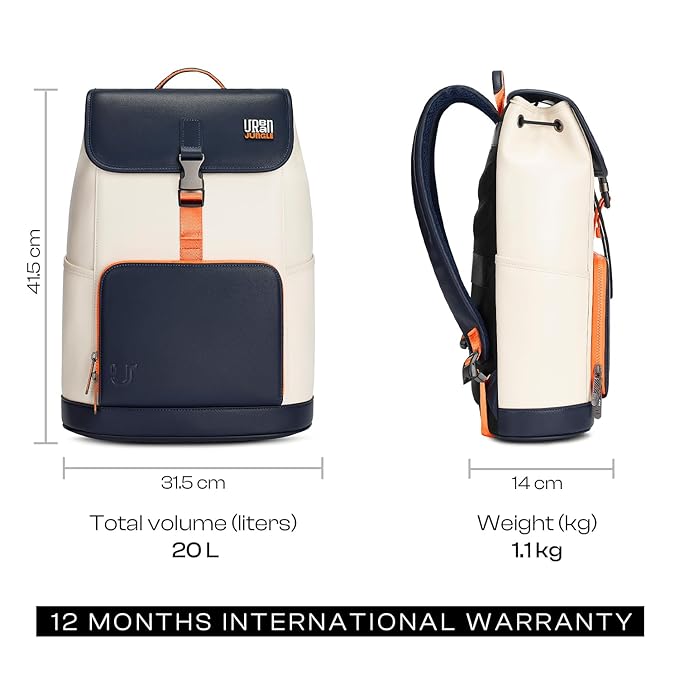 URBAN
JUNGLE
U
41.5 cm
31.5 cm
14 cm
Total volume (liters)
20 L
Weight (kg)
1.1 kg
12 MONTHS INTERNATIONAL WARRANTY